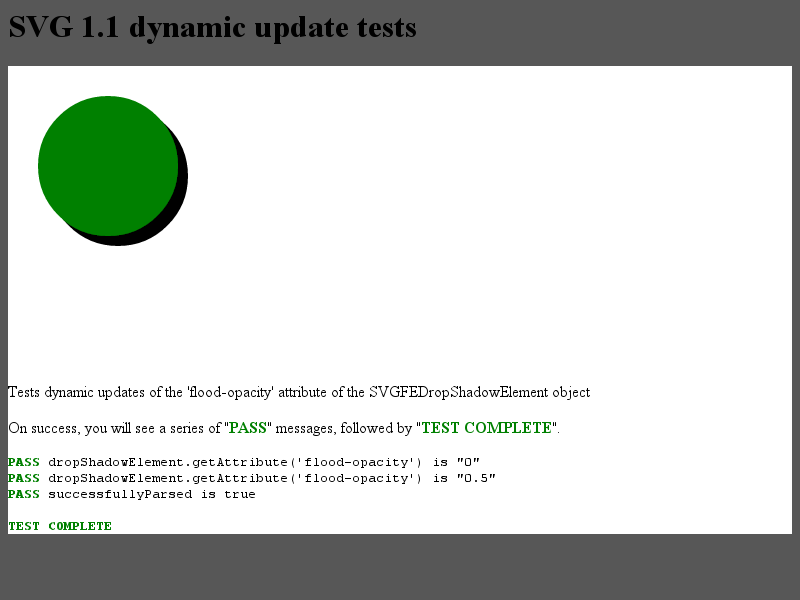 SVG 1.1 dynamic update tests
Tests dynamic updates of the 'flood-opacity' attribute of the SVGFEDropShadowElement object
On success, you will see a series of "PASS" messages, followed by "TEST COMPLETE".
PASS dropShadowElement.getAttribute('flood-opacity') is "0"
PASS dropShadowElement.getAttribute('flood-opacity') is "0.5"
PASS successfullyParsed is true
TEST COMPLETE